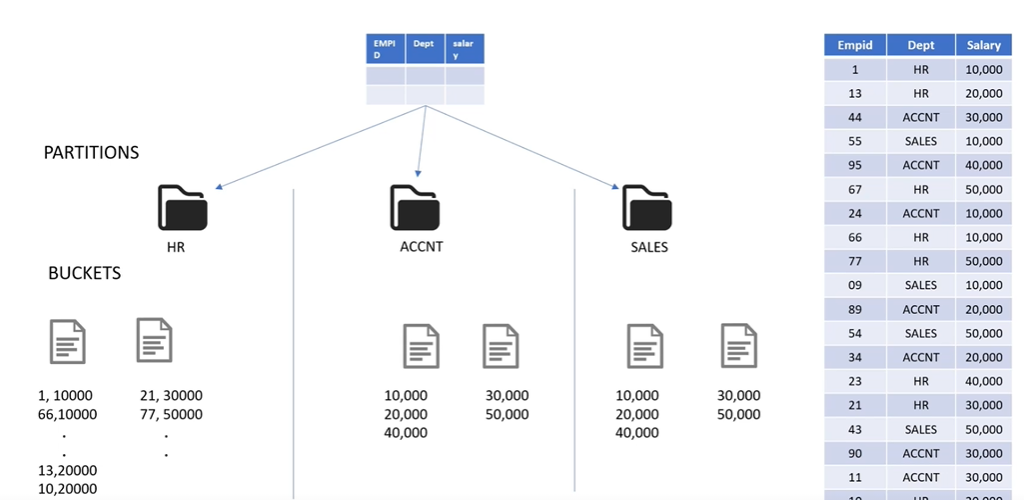 EMPI
D Dept salar
y
PARTITIONS
HR ACCNT SALES
BUCKETS
1, 10000
66,10000
.
.
13,20000
10,20000
21, 30000
77, 50000
.
.
10,000
20,000
40,000
30,000
50,000
10,000
20,000
40,000
30,000
50,000
Empid Dept Salary
1 HR 10,000
13 HR 20,000
44 ACCNT 30,000
55 SALES 10,000
95 ACCNT 40,000
67 HR 50,000
24 ACCNT 10,000
66 HR 10,000
77 HR 50,000
09 SALES 10,000
89 ACCNT 20,000
54 SALES 50,000
34 ACCNT 20,000
23 HR 40,000
21 HR 30,000
43 SALES 50,000
90 ACCNT 30,000
11 ACCNT 30,000